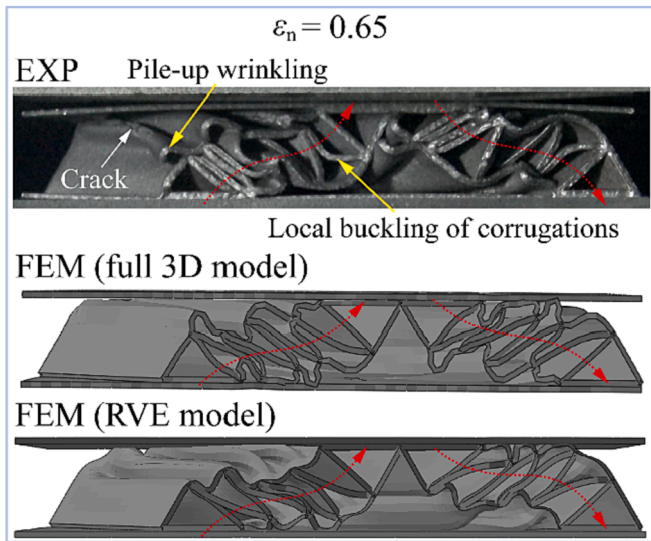 εn = 0.65
EXP
Pile-up wrinkling
Crack
Local buckling of corrugations
FEM (full 3D model)
FEM (RVE model)